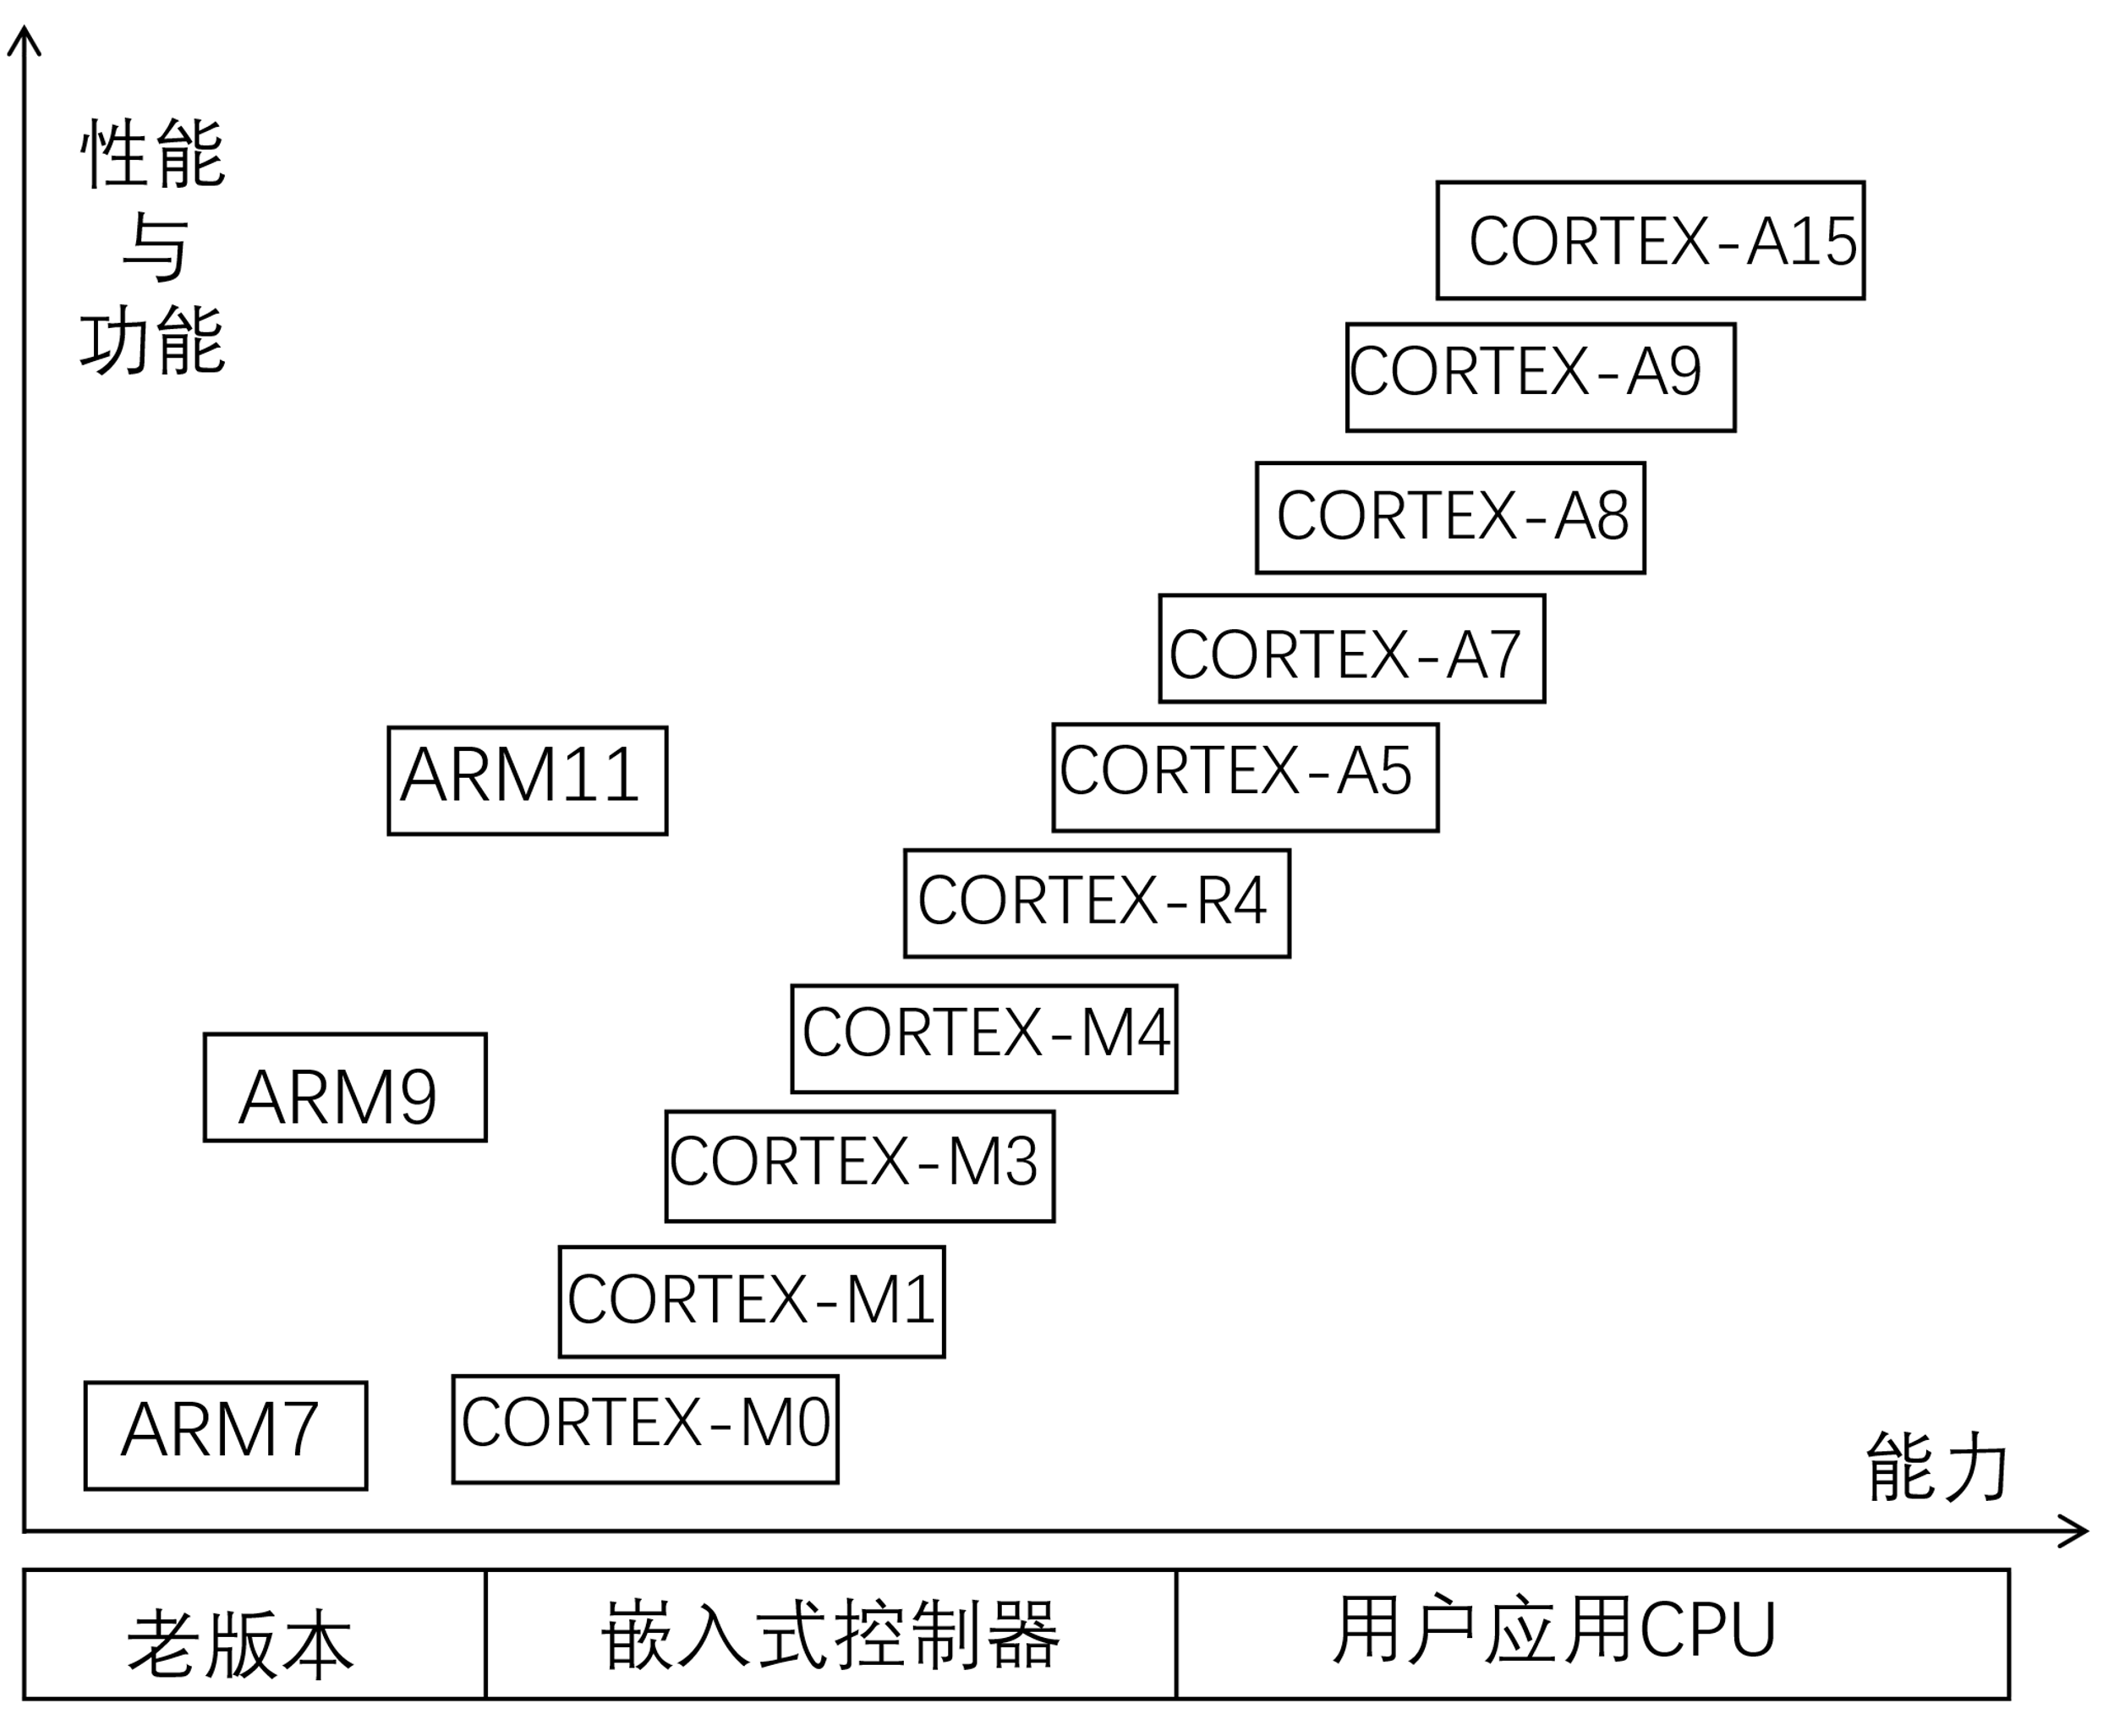 性能
与
功能
CORTEX-A15
CORTEX-A9
CORTEX-A8
CORTEX-A7
ARM11
CORTEX-A5
CORTEX-R4
CORTEX-M4
ARM9
CORTEX-M3
CORTEX-M1
ARM7
CORTEX-M0
能力
老版本
嵌入式控制器
用户应用CPU